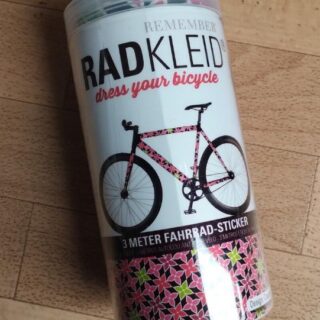 REMEMBER
RADKLEID®
dress your bicycle
3 METER FAHRRAD-STICKER